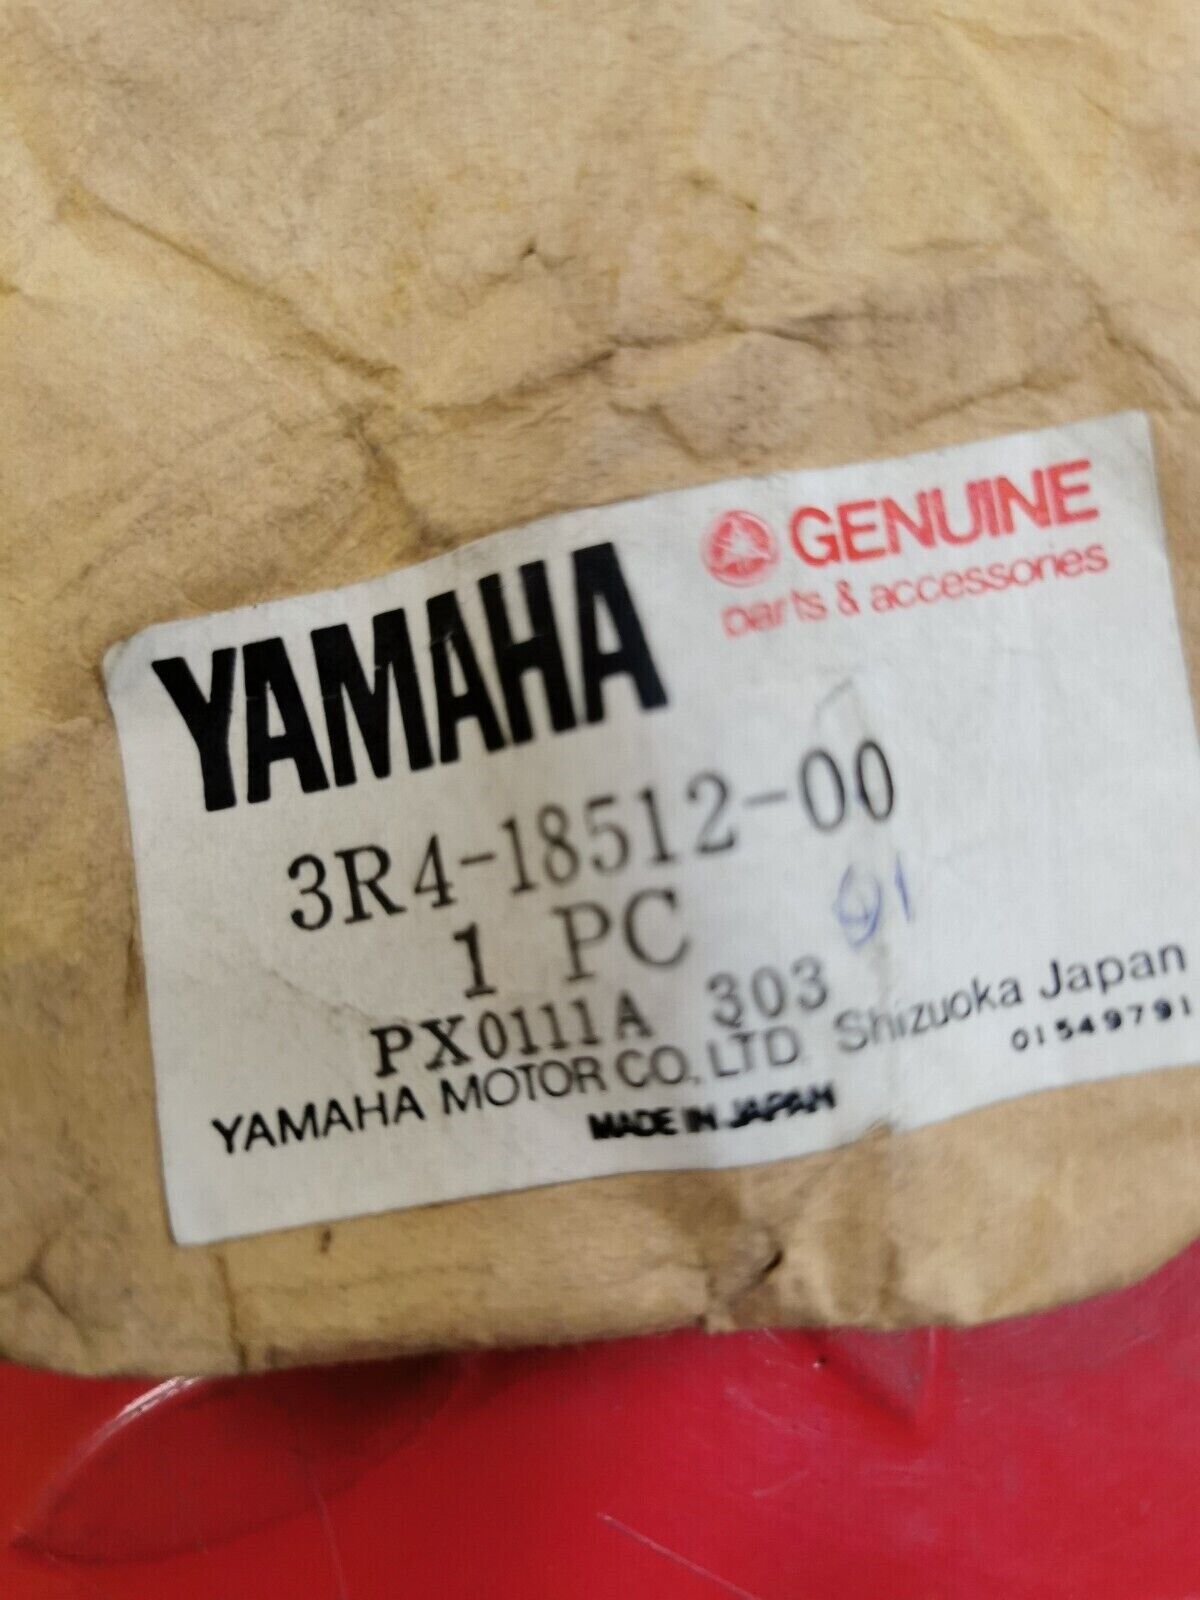 GENUINE
parts & accessories
YAMAHA
3R4-18512-00
1 PC
91
PX0111A 303
YAMAHA MOTOR CO., LTD. Shizuoka Japan
01549791
MADE IN JAPAN